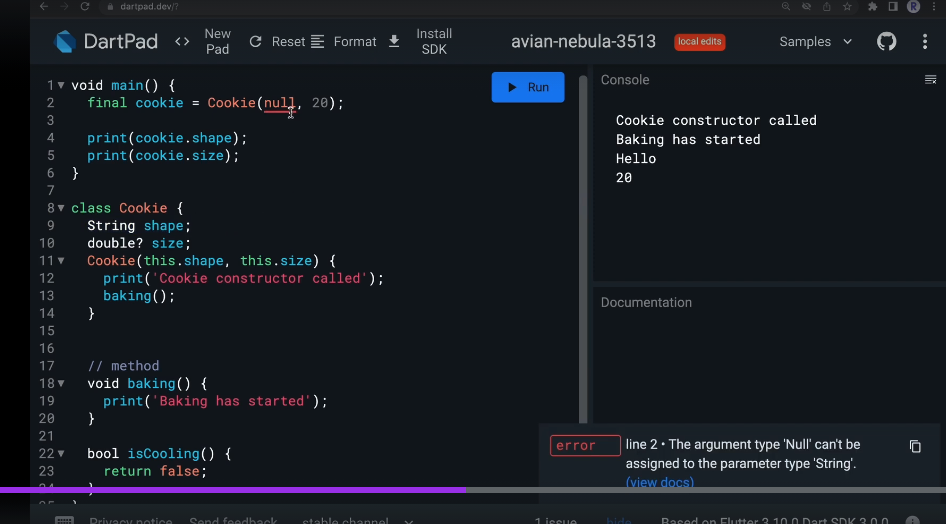 dartpad.dev/?
R
DartPad
<>
New Pad
Reset
Format
Install SDK
avian-nebula-3513
local edits
Samples
1 void main() {
2 final cookie = Cookie(null, 20);
3
4 print(cookie.shape);
5 print(cookie.size);
6 }
7
8 class Cookie {
9 String shape;
10 double? size;
11 Cookie(this.shape, this.size) {
12 print('Cookie constructor called');
13 baking();
14 }
15
16
17 // method
18 void baking() {
19 print('Baking has started');
20 }
21
22 bool isCooling() {
23 return false;
24 }
25 }
Run
Console
Cookie constructor called
Baking has started
Hello
20
Documentation
error
line 2 • The argument type 'Null' can't be
assigned to the parameter type 'String'.
(view docs)
Privacy notice
Send feedback
stable channel
1 issue
hide
Based on Flutter 3.10.0 Dart SDK 3.0.0